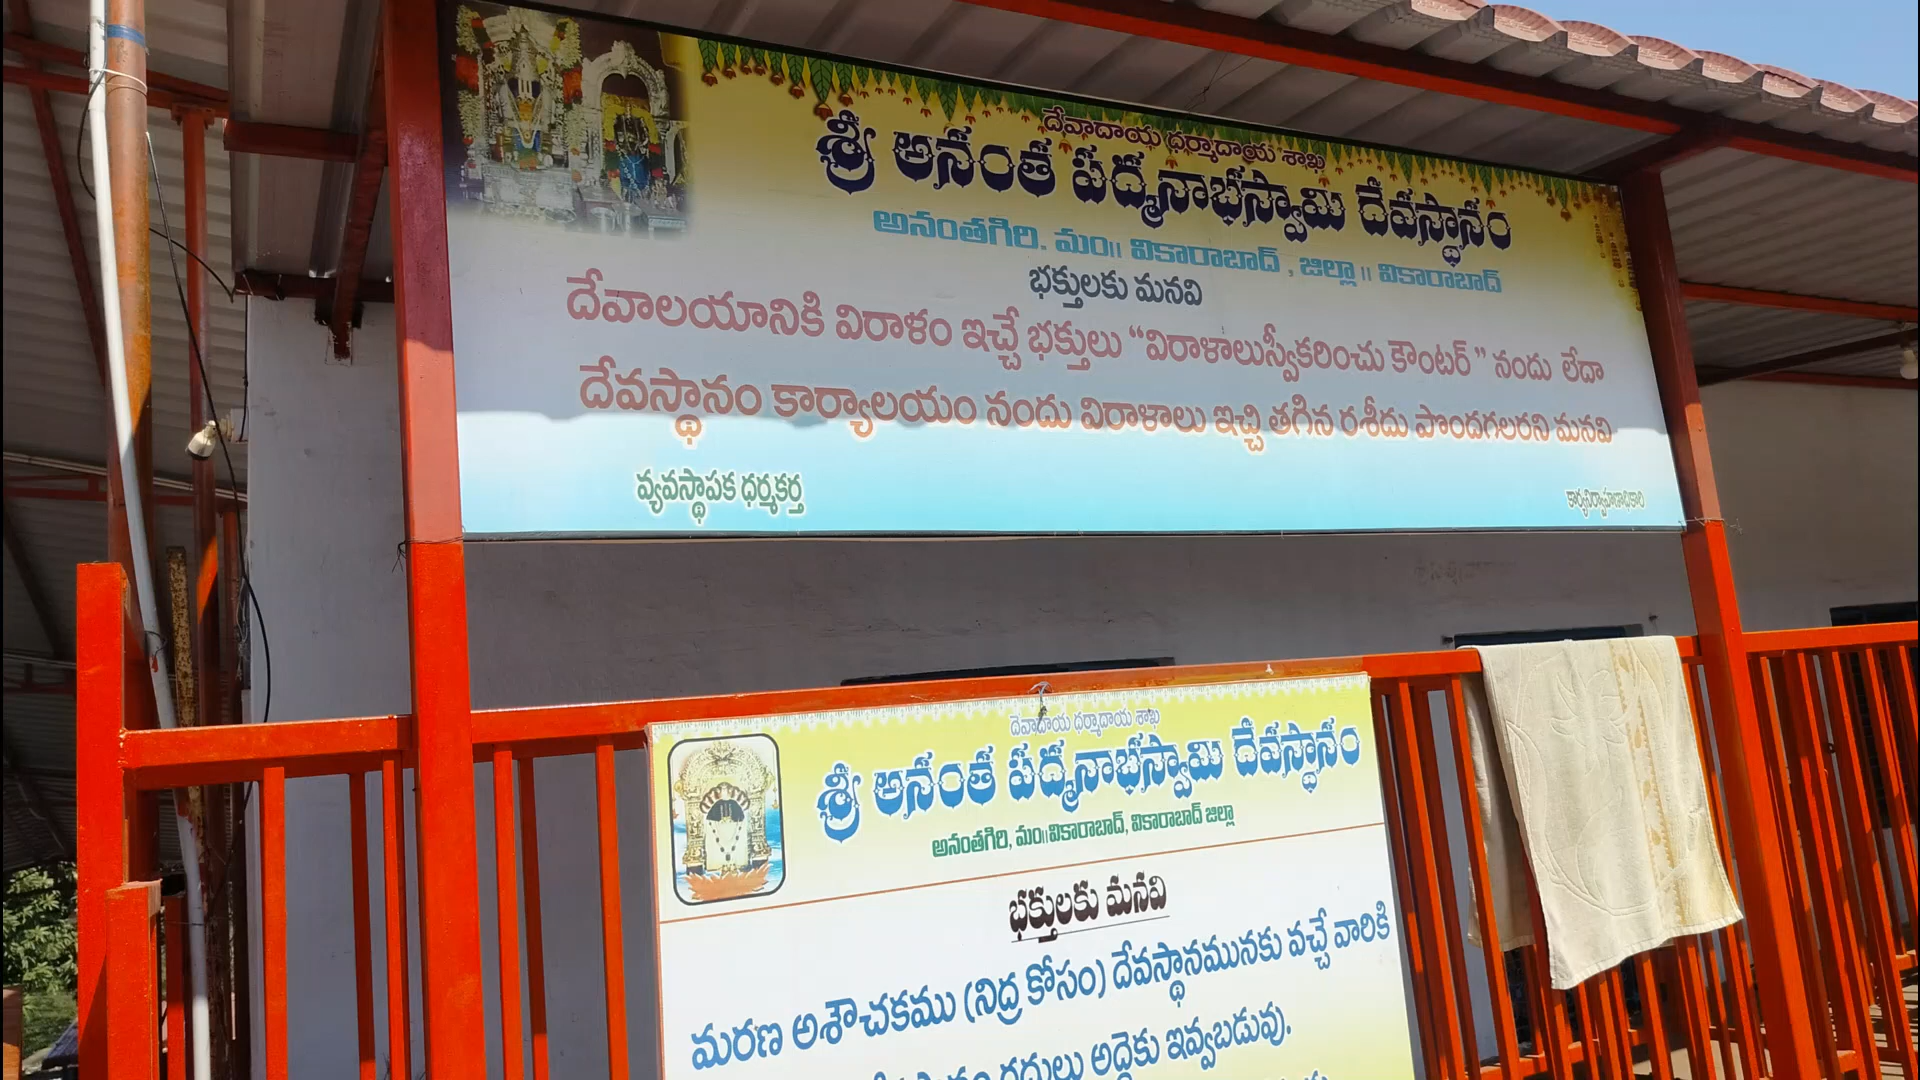 దేవాదాయ ధర్మాదాయ శాఖ
శ్రీ అనంత పద్మనాభస్వామి దేవస్థానం
అనంతగిరి. మం॥ వికారాబాద్ , జిల్లా ॥ వికారాబాద్
భక్తులకు మనవి
దేవాలయానికి విరాళం ఇచ్చే భక్తులు “విరాళాలుస్వీకరించు కౌంటర్ ” నందు లేదా
దేవస్థానం కార్యాలయం నందు విరాళాలు ఇచ్చి తగిన రశీదు పొందగలరని మనవి
వ్యవస్థాపక ధర్మకర్త
కార్యనిర్వాహణాధికారి
దేవాదాయ ధర్మాదాయ శాఖ
శ్రీ అనంత పద్మనాభస్వామి దేవస్థానం
అనంతగిరి, మం॥వికారాబాద్, వికారాబాద్ జిల్లా
భక్తులకు మనవి
మరణ అశౌచకము (నిద్ర కోసం) దేవస్థానమునకు వచ్చే వారికి
గదులు అద్దెకు ఇవ్వబడువు.